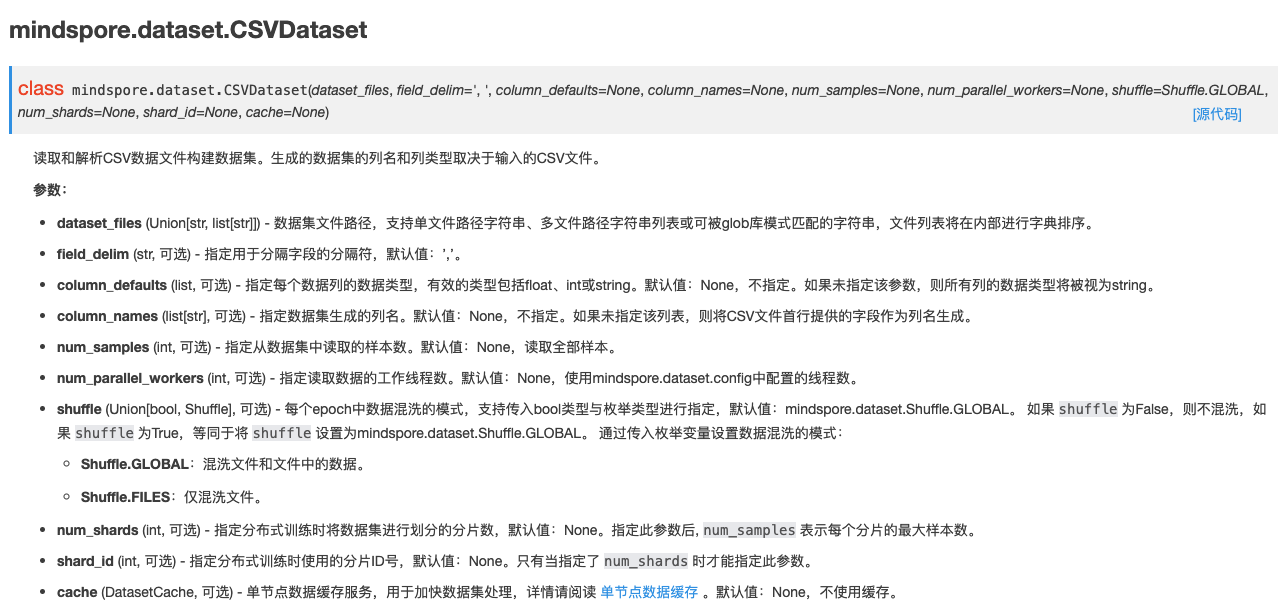 mindspore.dataset.CSVDataset
class mindspore.dataset.CSVDataset(dataset_files, field_delim=', ', column_defaults=None, column_names=None, num_samples=None, num_parallel_workers=None, shuffle=Shuffle.GLOBAL,
num_shards=None, shard_id=None, cache=None) [源代码]
读取和解析CSV数据文件构建数据集。生成的数据集的列名和列类型取决于输入的CSV文件。
参数：
• dataset_files (Union[str, list[str]]) - 数据集文件路径，支持单文件路径字符串、多文件路径字符串列表或可被glob库模式匹配的字符串，文件列表将在内部进行字典排序。
• field_delim (str, 可选) - 指定用于分隔字段的分隔符，默认值：’,’。
• column_defaults (list, 可选) - 指定每个数据列的数据类型，有效的类型包括float、int或string。默认值：None，不指定。如果未指定该参数，则所有列的数据类型将被视为string。
• column_names (list[str], 可选) - 指定数据集生成的列名。默认值：None，不指定。如果未指定该列表，则将CSV文件首行提供的字段作为列名生成。
• num_samples (int, 可选) - 指定从数据集中读取的样本数。默认值：None，读取全部样本。
• num_parallel_workers (int, 可选) - 指定读取数据的工作线程数。默认值：None，使用mindspore.dataset.config中配置的线程数。
• shuffle (Union[bool, Shuffle], 可选) - 每个epoch中数据混洗的模式，支持传入bool类型与枚举类型进行指定，默认值：mindspore.dataset.Shuffle.GLOBAL。 如果 shuffle 为False，则不混洗，如
果 shuffle 为True，等同于将 shuffle 设置为mindspore.dataset.Shuffle.GLOBAL。 通过传入枚举变量设置数据混洗的模式：
◦ Shuffle.GLOBAL：混洗文件和文件中的数据。
◦ Shuffle.FILES：仅混洗文件。
• num_shards (int, 可选) - 指定分布式训练时将数据集进行划分的分片数，默认值：None。指定此参数后, num_samples 表示每个分片的最大样本数。
• shard_id (int, 可选) - 指定分布式训练时使用的分片ID号，默认值：None。只有当指定了 num_shards 时才能指定此参数。
• cache (DatasetCache, 可选) - 单节点数据缓存服务，用于加快数据集处理，详情请阅读 单节点数据缓存 。默认值：None，不使用缓存。